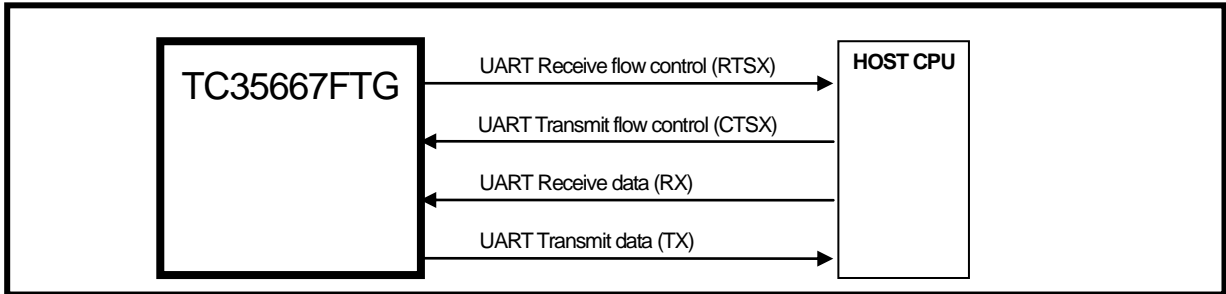 TC35667FTG
UART Receive flow control (RTSX)
HOST CPU
UART Transmit flow control (CTSX)
UART Receive data (RX)
UART Transmit data (TX)